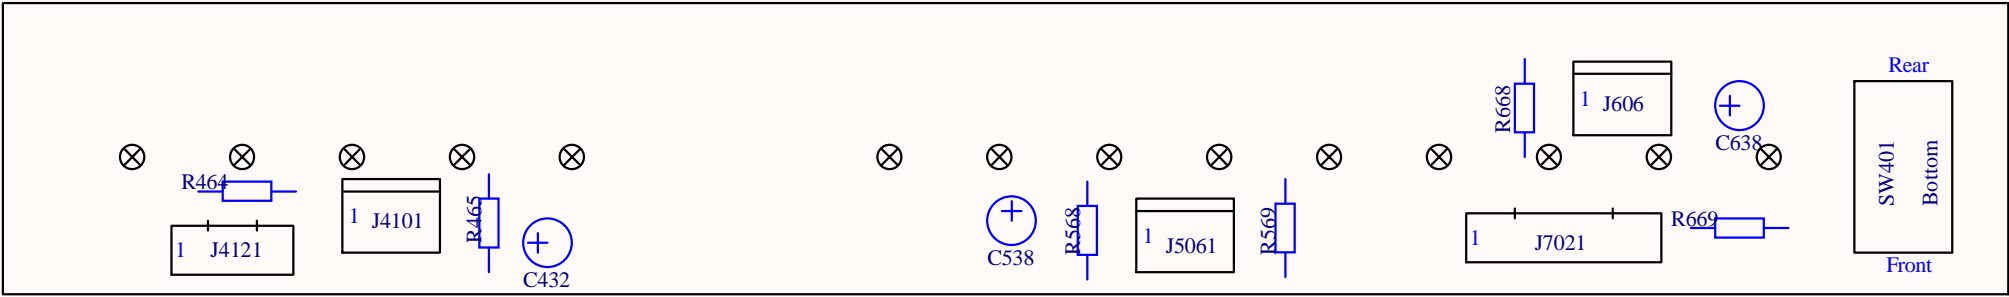 Rear
R668
1
J606
C638
SW401
Bottom
R464
1
J4101
R465
1
J4121
C432
C538
R568
1
J5061
R569
1
J7021
R669
Front